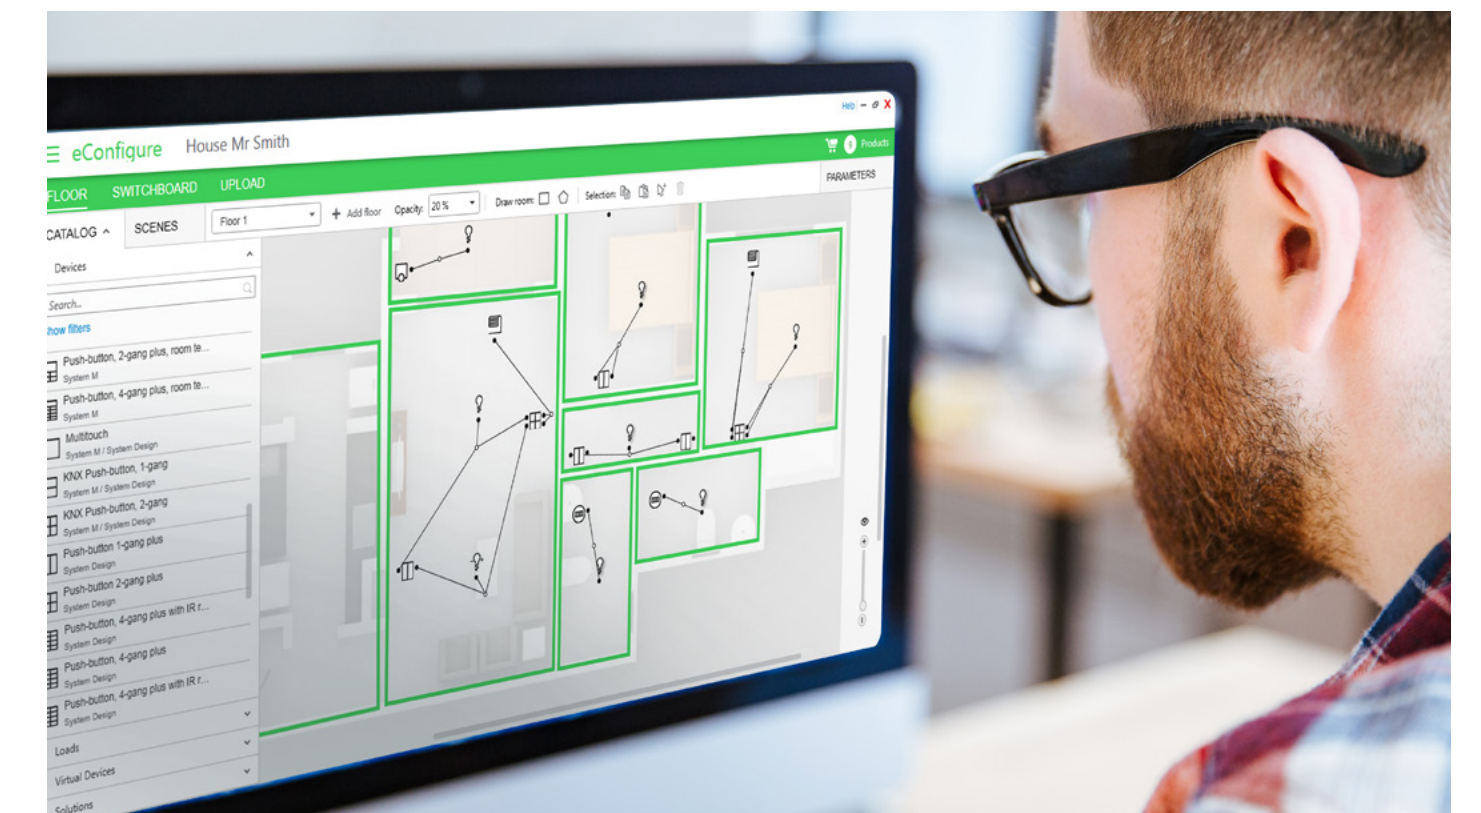 Help
eConfigure House Mr Smith
0 Products
FLOOR SWITCHBOARD UPLOAD
PARAMETERS
CATALOG SCENES
Floor 1 + Add floor Opacity: 20 % Draw room: Selection:
Devices
Search...
Show filters
Push-button, 2-gang plus, room te...
System M
Push-button, 4-gang plus, room te...
System M
Multitouch
System M / System Design
KNX Push-button, 1-gang
System M / System Design
KNX Push-button, 2-gang
System M / System Design
Push-button 1-gang plus
System Design
Push-button 2-gang plus
System Design
Push-button, 4-gang plus with IR r...
System Design
Push-button, 4-gang plus
System Design
Push-button, 4-gang plus with IR r...
System Design
Loads
Virtual Devices
Solutions